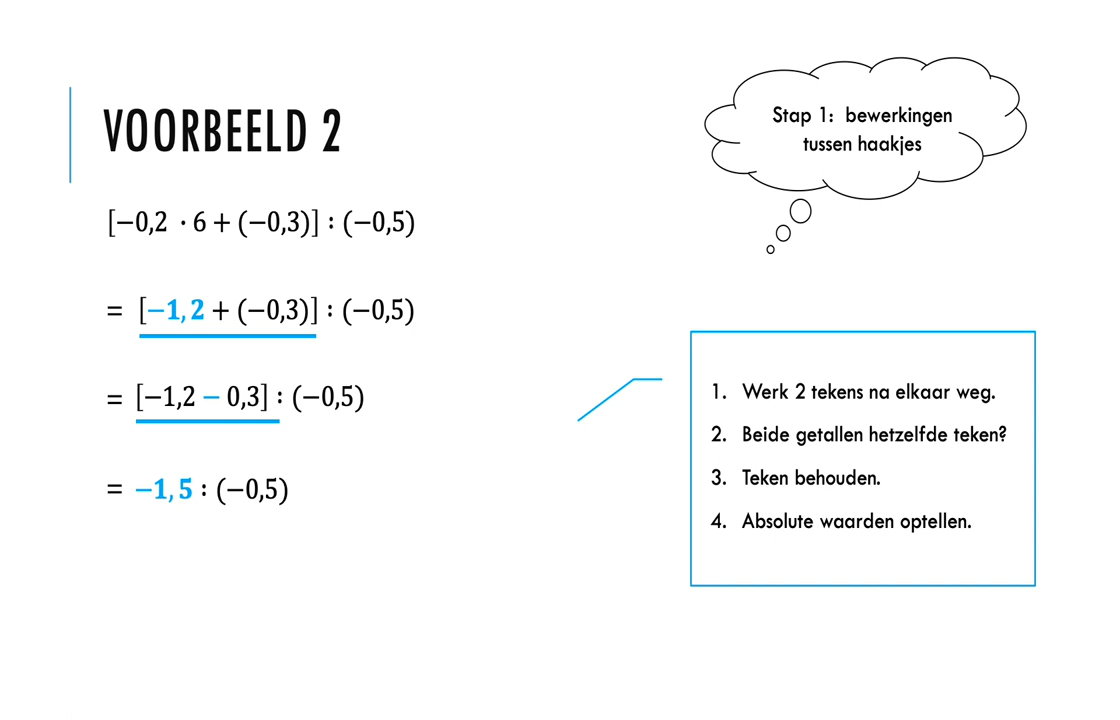 VOORBEELD 2
Stap 1: bewerkingen
tussen haakjes
[−0,2 · 6 + (−0,3)] : (−0,5)
= [−1,2 + (−0,3)] : (−0,5)
= [−1,2 − 0,3] : (−0,5)
= −1,5 : (−0,5)
1. Werk 2 tekens na elkaar weg.
2. Beide getallen hetzelfde teken?
3. Teken behouden.
4. Absolute waarden optellen.